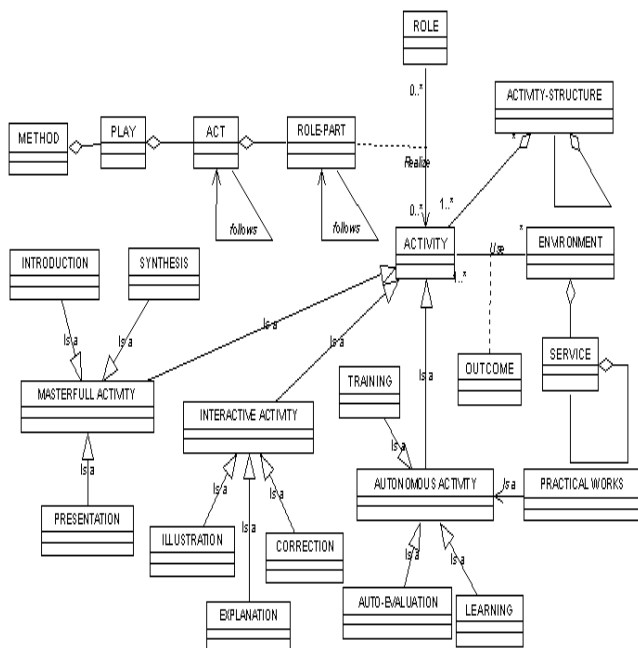 ROLE
0..*
ACTIVITY-STRUCTURE
METHOD
PLAY
ACT
ROLE-PART
Realize
*
follows
follows
0..*
1..*
ACTIVITY
Use
*
ENVIRONMENT
1..*
INTRODUCTION
SYNTHESIS
Is a
Is a
Is a
Is a
MASTERFULL ACTIVITY
Is a
PRESENTATION
INTERACTIVE ACTIVITY
Is a
Is a
Is a
ILLUSTRATION
CORRECTION
EXPLANATION
Is a
TRAINING
Is a
OUTCOME
SERVICE
AUTONOMOUS ACTIVITY
Is a
PRACTICAL WORKS
Is a
Is a
AUTO-EVALUATION
LEARNING